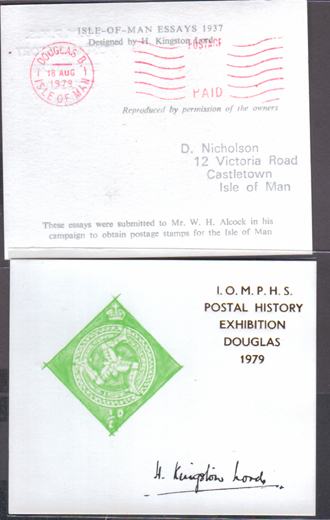 ISLE-OF-MAN ESSAYS 1937
Designed by H. Kingston Lord
DOUGLAS B.
18 AUG
1979
ISLE OF MAN
POSTAGE
PAID
Reproduced by permission of the owners
D. Nicholson
12 Victoria Road
Castletown
Isle of Man
These essays were submitted to Mr. W. H. Alcock in his
campaign to obtain postage stamps for the Isle of Man
I.O.M.P.H.S.
POSTAL HISTORY
EXHIBITION
DOUGLAS
1979
H. Kingston Lord